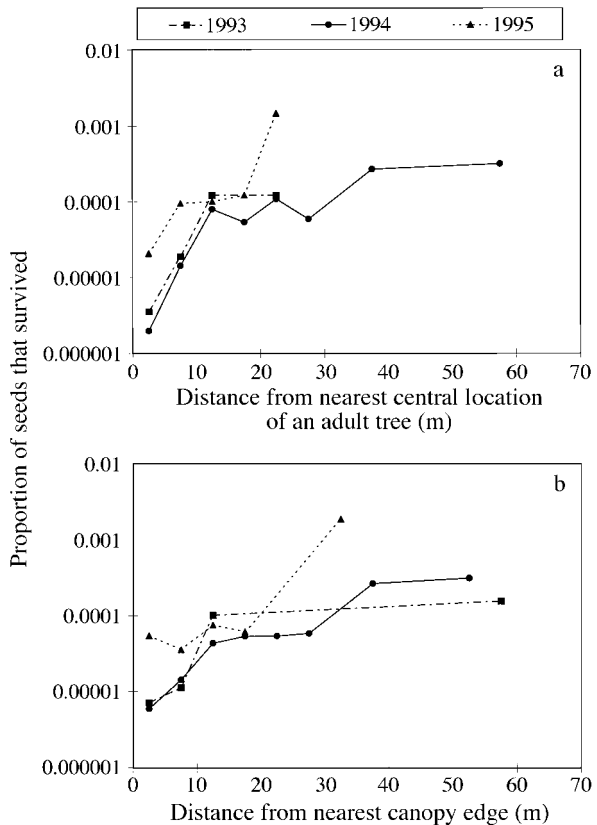 1993 1994 1995
a
0.01
0.001
0.0001
0.00001
0.000001
0 10 20 30 40 50 60 70
Distance from nearest central location
of an adult tree (m)
Proportion of seeds that survived
b
0.01
0.001
0.0001
0.00001
0.000001
0 10 20 30 40 50 60 70
Distance from nearest canopy edge (m)